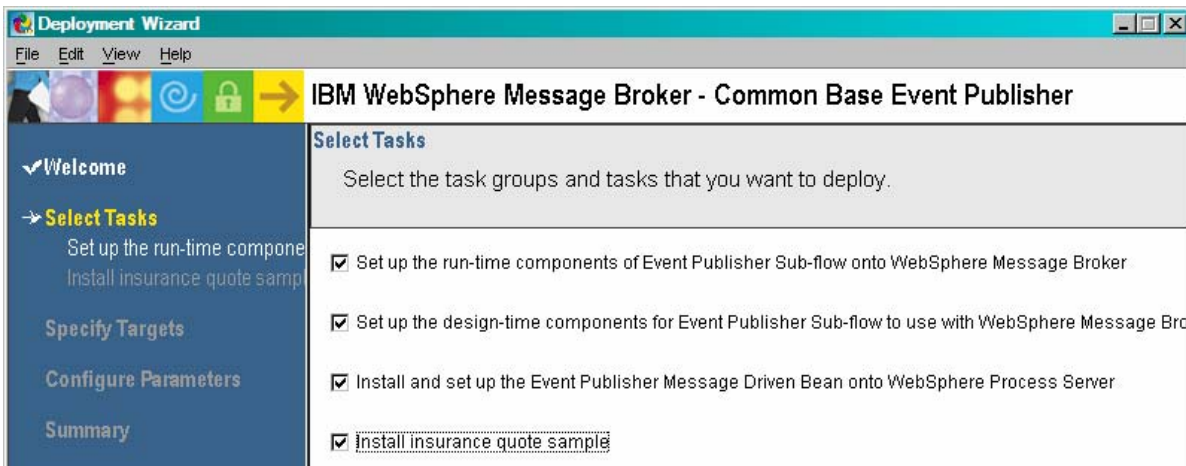 Deployment Wizard
File Edit View Help
IBM WebSphere Message Broker - Common Base Event Publisher
Welcome
Select Tasks
Set up the run-time compone
Install insurance quote samp
Specify Targets
Configure Parameters
Summary
Select Tasks
Select the task groups and tasks that you want to deploy.
Set up the run-time components of Event Publisher Sub-flow onto WebSphere Message Broker
Set up the design-time components for Event Publisher Sub-flow to use with WebSphere Message Bro
Install and set up the Event Publisher Message Driven Bean onto WebSphere Process Server
Install insurance quote sample